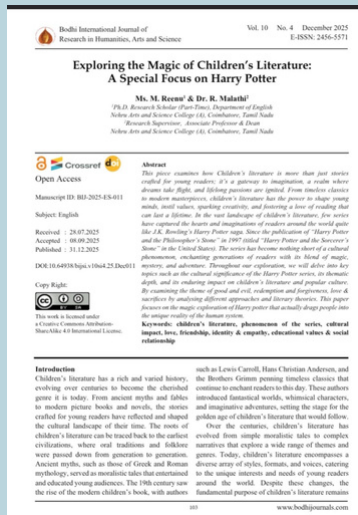 Bodhi International Journal of
Research in Humanities, Arts and Science
Vol. 10 No. 4 December 2025
E-ISSN: 2456-5571
Exploring the Magic of Children's Literature:
A Special Focus on Harry Potter
Ms. M. Reenu¹ & Dr. R. Malathi²
¹Ph.D. Research Scholar (Part-Time), Department of English
Nehru Arts and Science College (A), Coimbatore, Tamil Nadu
²Research Supervisor, Associate Professor & Dean
Nehru Arts and Science College (A), Coimbatore, Tamil Nadu
Crossref doi
Open Access
Manuscript ID: BIJ-2025-ES-011
Subject: English
Received : 28.07.2025
Accepted : 08.09.2025
Published : 31.12.2025
DOI:10.64938/bijsi.v10si4.25.Dec011
Copy Right:
This work is licensed under
a Creative Commons Attribution-
ShareAlike 4.0 International License.
Abstract
This piece examines how Children's literature is more than just stories
crafted for young readers; it's a gateway to imagination, a realm where
dreams take flight, and lifelong passions are ignited. From timeless classics
to modern masterpieces, children's literature has the power to shape young
minds, instil values, sparking creativity, and fostering a love of reading that
can last a lifetime. In the vast landscape of children's literature, few series
have captured the hearts and imaginations of readers around the world quite
like J.K. Rowling's Harry Potter saga. Since the publication of "Harry Potter
and the Philosopher's Stone" in 1997 (titled "Harry Potter and the Sorcerer's
Stone" in the United States). The series has become nothing short of a cultural
phenomenon, enchanting generations of readers with its blend of magic,
mystery, and adventure. Throughout our exploration, we will delve into key
topics such as the cultural significance of the Harry Potter series, its thematic
depth, and its enduring impact on children's literature and popular culture.
By examining the theme of good and evil, redemption and forgiveness, love &
sacrifices by analysing different approaches and literary theories. This paper
focuses on the magic exploration of Harry potter that actually drags people into
the unique reality of the human system.
Keywords: children's literature, phenomenon of the series, cultural
impact, love, friendship, identity & empathy, educational values & social
relationship
Introduction
Children's literature has a rich and varied history,
evolving over centuries to become the cherished
genre it is today. From ancient myths and fables
to modern picture books and novels, the stories
crafted for young readers have reflected and shaped
the cultural landscape of their time. The roots of
children's literature can be traced back to the earliest
civilizations, where oral traditions and folklore
were passed down from generation to generation.
Ancient myths, such as those of Greek and Roman
mythology, served as moralistic tales that entertained
and educated young audiences. The 19th century saw
the rise of the modern children's book, with authors
such as Lewis Carroll, Hans Christian Andersen, and
the Brothers Grimm penning timeless classics that
continue to enchant readers to this day. These authors
introduced fantastical worlds, whimsical characters,
and imaginative adventures, setting the stage for the
golden age of children's literature that would follow.
Over the centuries, children's literature has
evolved from simple moralistic tales to complex
narratives that explore a wide range of themes and
genres. Today, children's literature encompasses a
diverse array of styles, formats, and voices, catering
to the unique interests and needs of young readers
around the world. Despite these changes, the
fundamental purpose of children's literature remains
www.bodhijournals.com